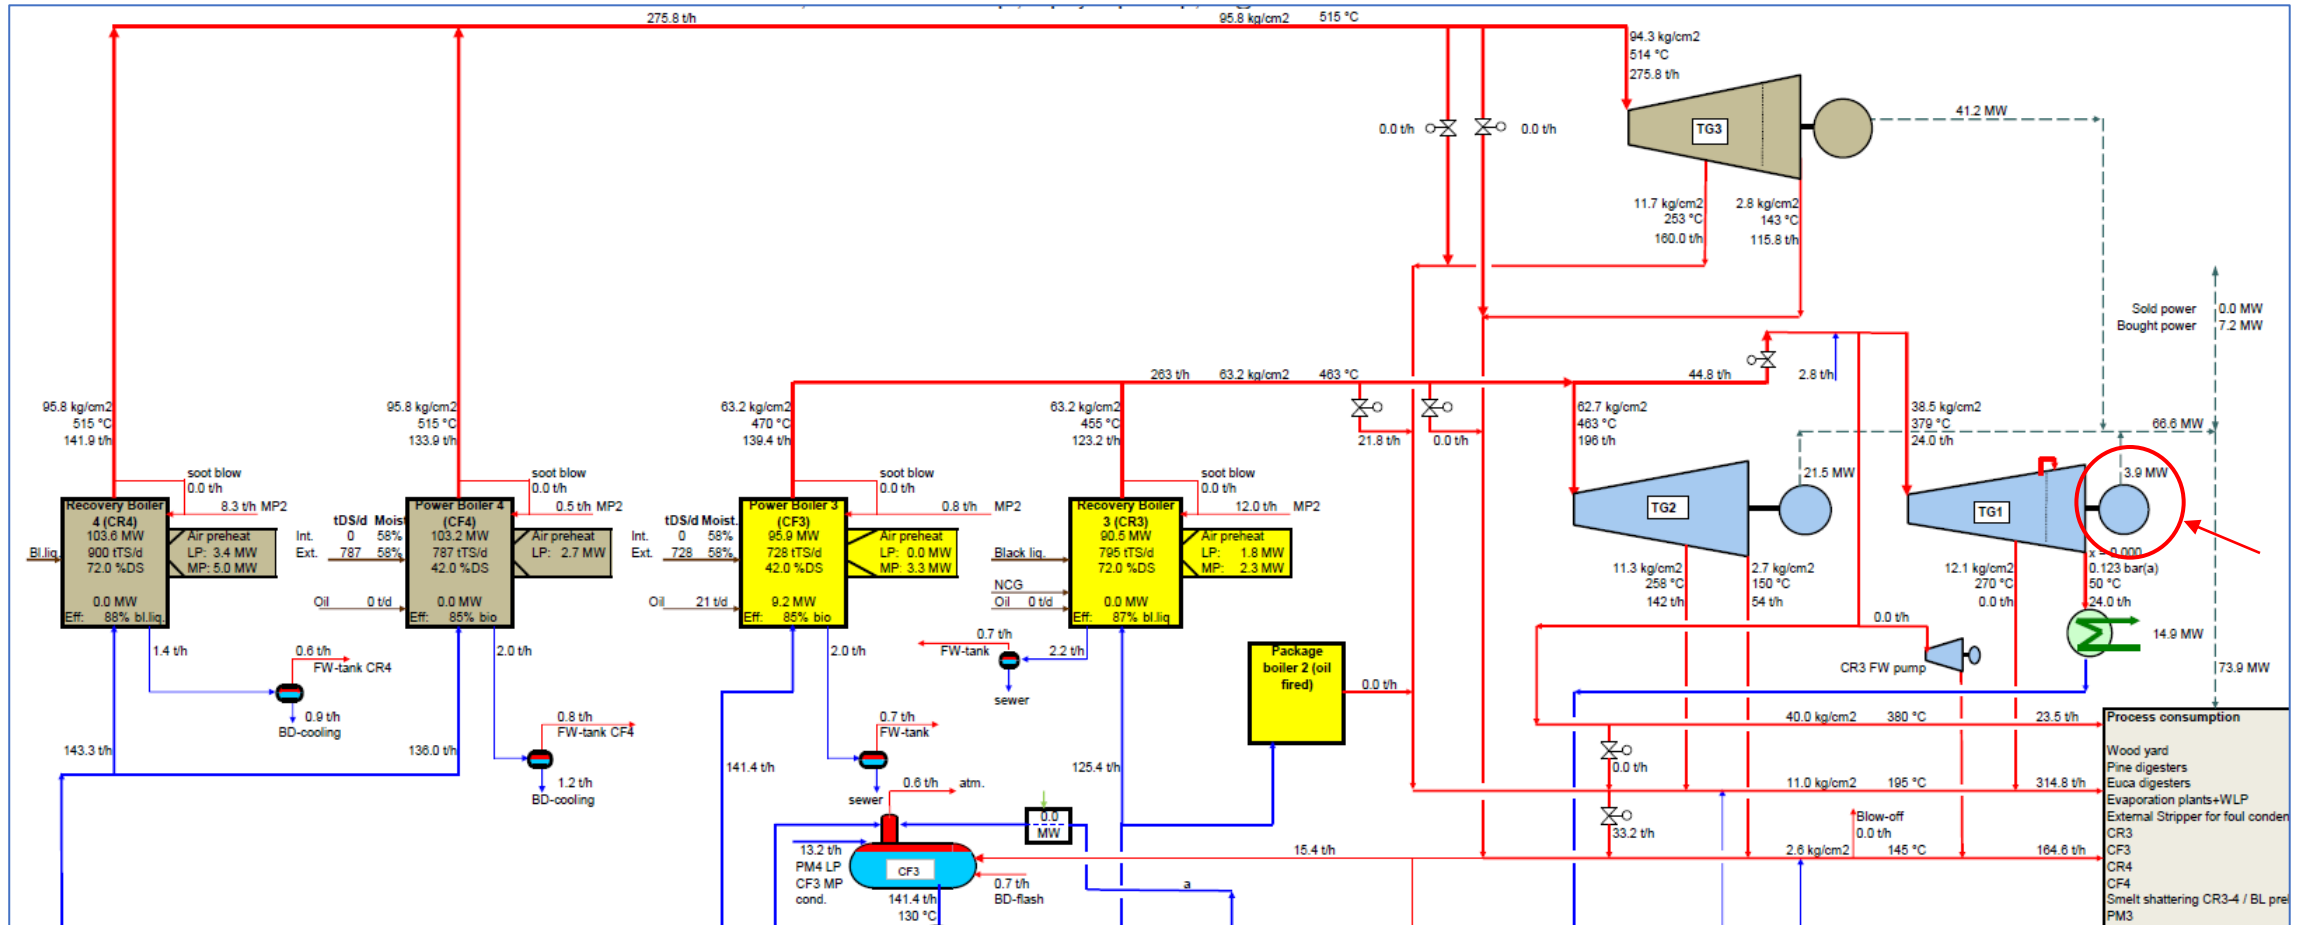 275.8 t/h
95.8 kg/cm2
515 °C
94.3 kg/cm2
514 °C
275.8 t/h
TG3
41.2 MW
0.0 t/h
0.0 t/h
11.7 kg/cm2
253 °C
160.0 t/h
2.8 kg/cm2
143 °C
115.8 t/h
Sold power
0.0 MW
Bought power
7.2 MW
263 t/h
63.2 kg/cm2
463 °C
44.8 t/h
2.8 t/h
95.8 kg/cm2
515 °C
141.9 t/h
95.8 kg/cm2
515 °C
133.9 t/h
63.2 kg/cm2
470 °C
139.4 t/h
63.2 kg/cm2
455 °C
123.2 t/h
21.8 t/h
0.0 t/h
62.7 kg/cm2
463 °C
196 t/h
38.5 kg/cm2
379 °C
24.0 t/h
66.6 MW
21.5 MW
3.9 MW
TG2
TG1
soot blow
0.0 t/h
8.3 t/h MP2
soot blow
0.0 t/h
0.5 t/h MP2
soot blow
0.0 t/h
0.8 t/h
MP2
soot blow
0.0 t/h
12.0 t/h
MP2
Recovery Boiler
4 (CR4)
103.6 MW
900 tTS/d
72.0 %DS
0.0 MW
Eff: 88% bl.liq.
Bl.liq.
Air preheat
LP: 3.4 MW
MP: 5.0 MW
tDS/d Moist
Int. 0 58%
Ext. 787 58%
Oil 0 t/d
Power Boiler 4
(CF4)
103.2 MW
787 tTS/d
42.0 %DS
0.0 MW
Eff: 85% bio
Air preheat
LP: 2.7 MW
tDS/d Moist.
Int. 0 58%
Ext. 728 58%
Oil 21 t/d
Power Boiler 3
(CF3)
95.9 MW
728 tTS/d
42.0 %DS
9.2 MW
Eff: 85% bio
Air preheat
LP: 0.0 MW
MP: 3.3 MW
Black liq.
NCG
Oil 0 t/d
Recovery Boiler
3 (CR3)
90.5 MW
795 tTS/d
72.0 %DS
0.0 MW
Eff: 87% bl.liq
Air preheat
LP: 1.8 MW
MP: 2.3 MW
11.3 kg/cm2
258 °C
142 t/h
2.7 kg/cm2
150 °C
54 t/h
12.1 kg/cm2
270 °C
0.0 t/h
x = 0.000
0.123 bar(a)
50 °C
24.0 t/h
14.9 MW
73.9 MW
1.4 t/h
0.6 t/h
FW-tank CR4
0.9 t/h
BD-cooling
143.3 t/h
2.0 t/h
0.8 t/h
FW-tank CF4
1.2 t/h
BD-cooling
136.0 t/h
2.0 t/h
0.7 t/h
FW-tank
sewer
141.4 t/h
0.7 t/h
FW-tank
2.2 t/h
sewer
125.4 t/h
Package
boiler 2 (oil
fired)
0.0 t/h
0.0 t/h
CR3 FW pump
40.0 kg/cm2
380 °C
23.5 t/h
0.0 t/h
11.0 kg/cm2
195 °C
314.8 t/h
33.2 t/h
Blow-off
0.0 t/h
2.6 kg/cm2
145 °C
164.6 t/h
0.6 t/h
atm.
0.0
MW
13.2 t/h
PM4 LP
CF3 MP
cond.
CF3
15.4 t/h
0.7 t/h
BD-flash
141.4 t/h
130 °C
a
Process consumption
Wood yard
Pine digesters
Euca digesters
Evaporation plants+WLP
External Stripper for foul conden
CR3
CF3
CR4
CF4
Smelt shattering CR3-4 / BL pre
PM3